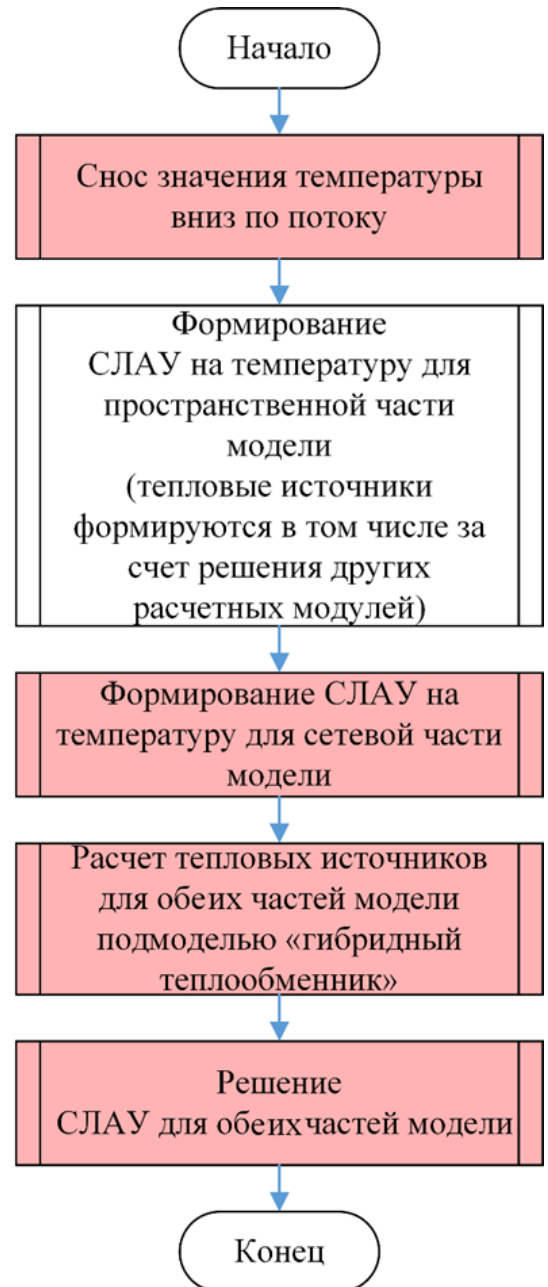 Начало
Снос значения температуры
вниз по потоку
Формирование
СЛАУ на температуру для
пространственной части
модели
(тепловые источники
формируются в том числе за
счет решения других
расчетных модулей)
Формирование СЛАУ на
температуру для сетевой части
модели
Расчет тепловых источников
для обеих частей модели
подмоделью «гибридный
теплообменник»
Решение
СЛАУ для обеих частей модели
Конец